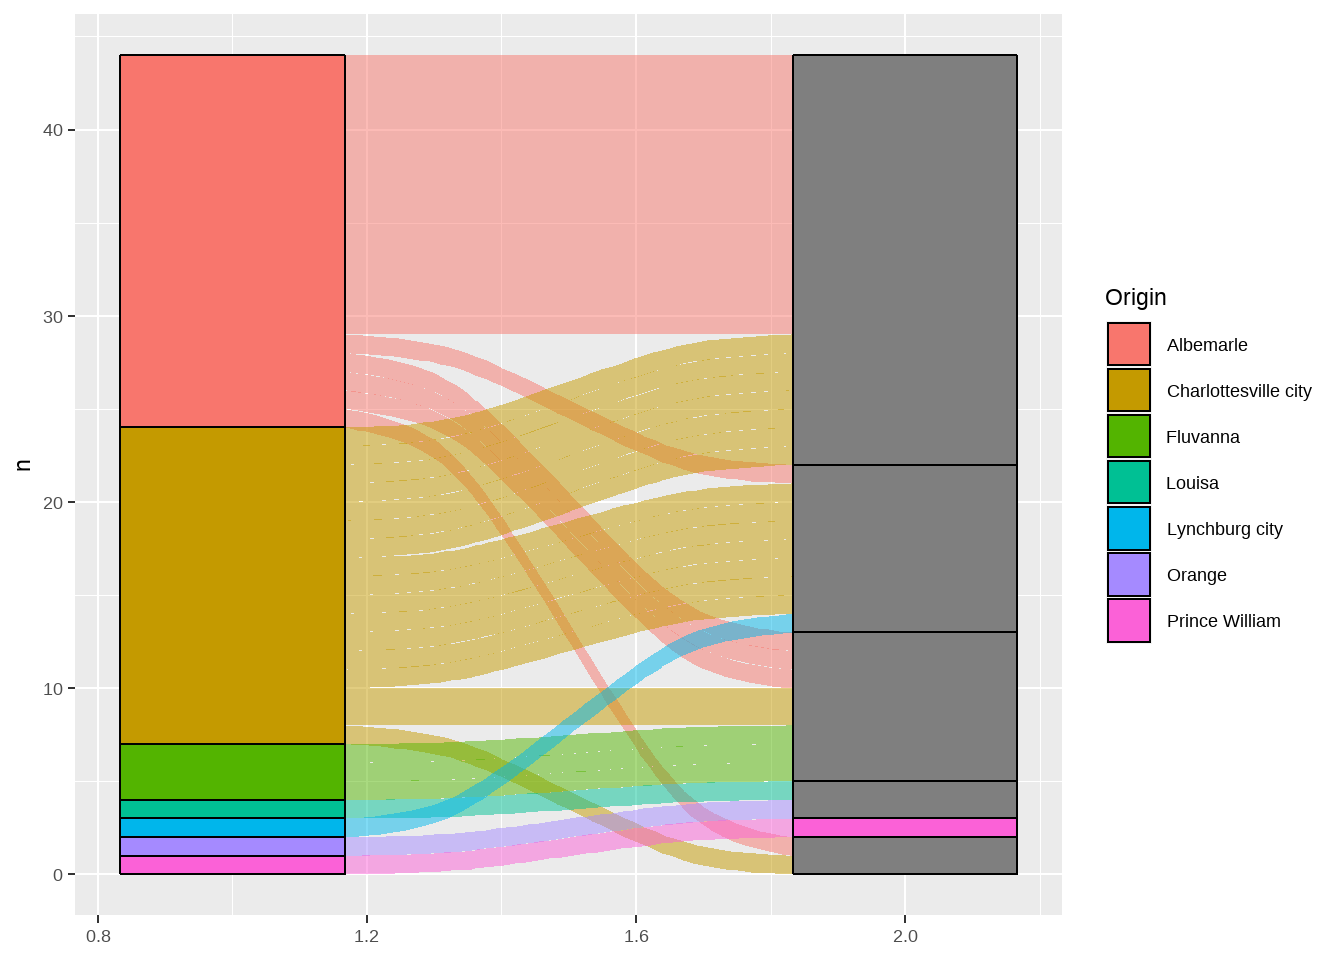 n
40
30
20
10
0
0.8
1.2
1.6
2.0
Origin
Albemarle
Charlottesville city
Fluvanna
Louisa
Lynchburg city
Orange
Prince William